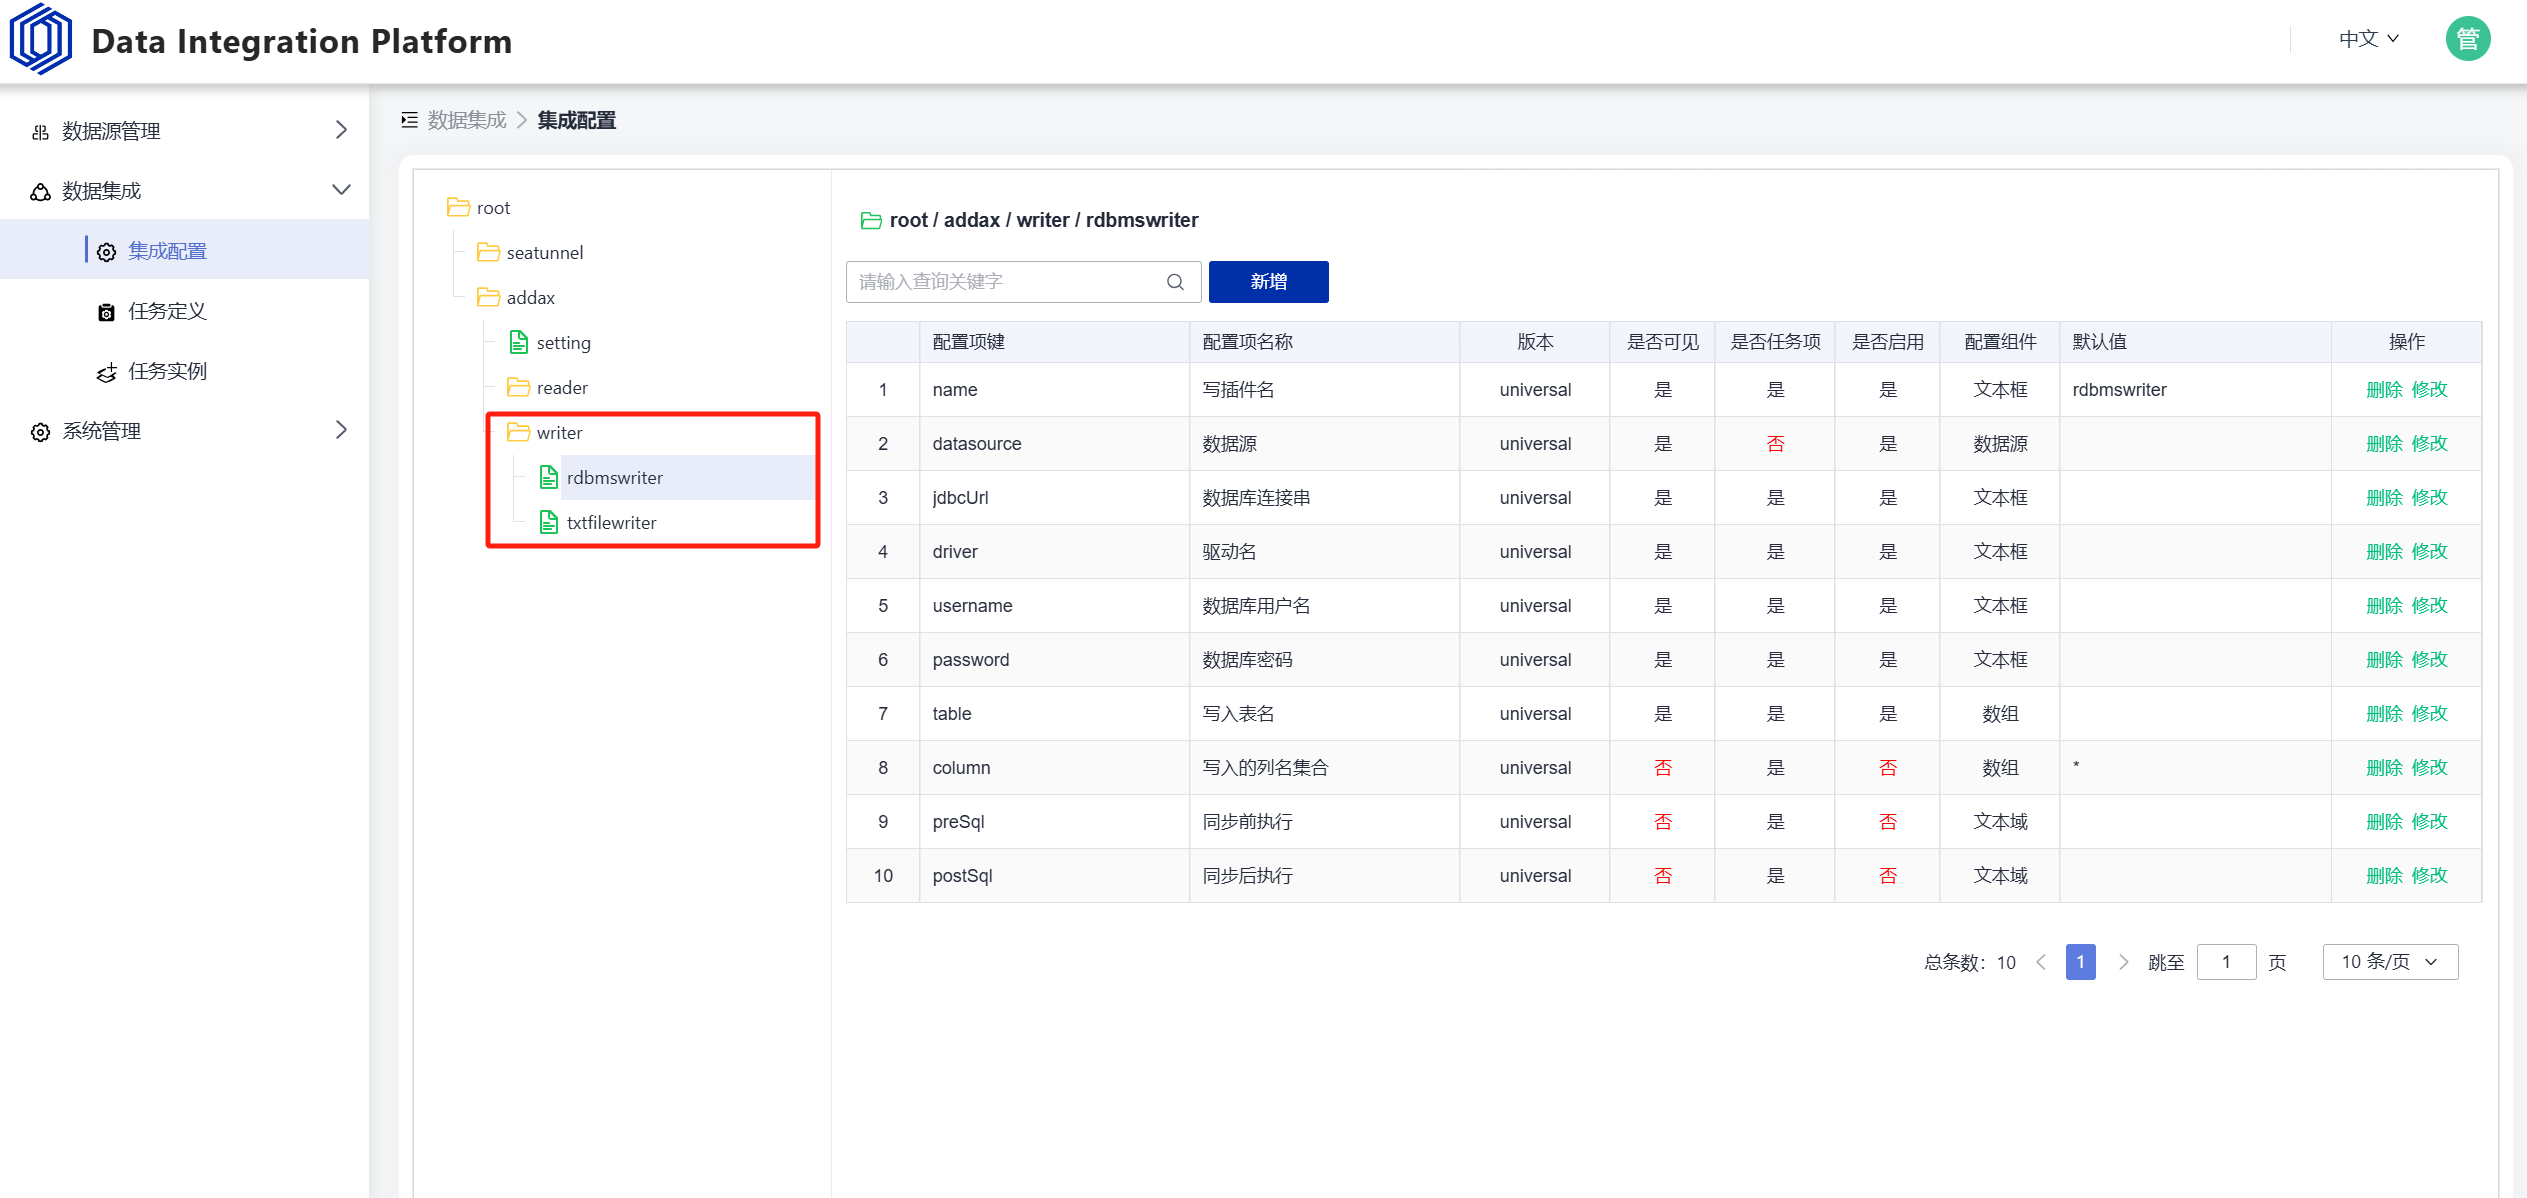 Data Integration Platform
中文
管
数据源管理
数据集成
集成配置
任务定义
任务实例
系统管理
数据集成 集成配置
root
seatunnel
addax
setting
reader
writer
rdbmswriter
txtfilewriter
root / addax / writer / rdbmswriter
请输入查询关键字 新增
配置项键 配置项名称 版本 是否可见 是否任务项 是否启用 配置组件 默认值 操作
1 name 写插件名 universal 是 是 是 文本框 rdbmswriter 删除 修改
2 datasource 数据源 universal 是 否 是 数据源 删除 修改
3 jdbcUrl 数据库连接串 universal 是 是 是 文本框 删除 修改
4 driver 驱动名 universal 是 是 是 文本框 删除 修改
5 username 数据库用户名 universal 是 是 是 文本框 删除 修改
6 password 数据库密码 universal 是 是 是 文本框 删除 修改
7 table 写入表名 universal 是 是 是 数组 删除 修改
8 column 写入的列名集合 universal 否 是 否 数组 * 删除 修改
9 preSql 同步前执行 universal 否 是 否 文本域 删除 修改
10 postSql 同步后执行 universal 否 是 否 文本域 删除 修改
总条数: 10 1 跳至 1 页 10 条/页